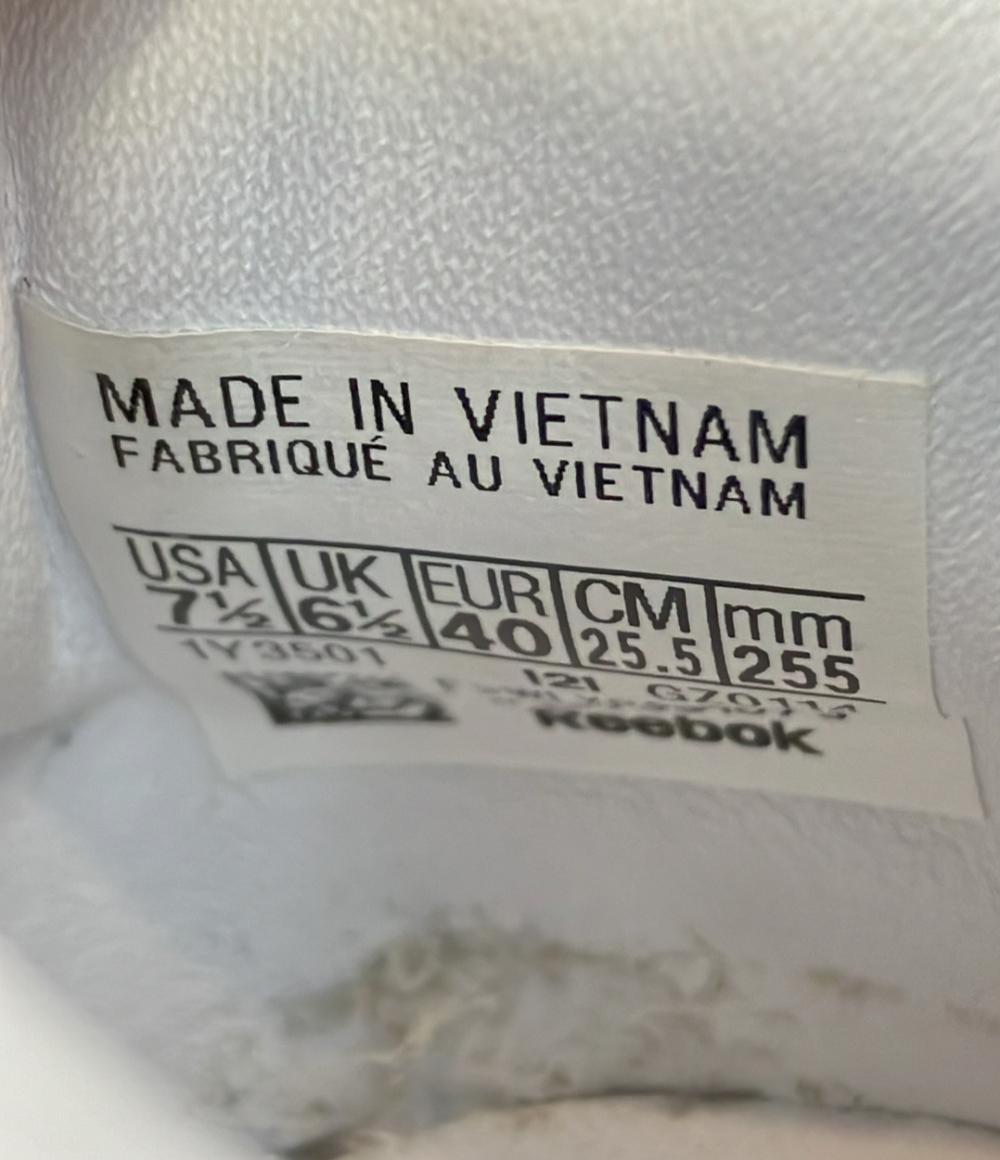 MADE IN VIETNAM
FABRIQUÉ AU VIETNAM
USA UK EUR CM mm
7½ 6½ 40 25.5 255
1Y3501 121
Reebok